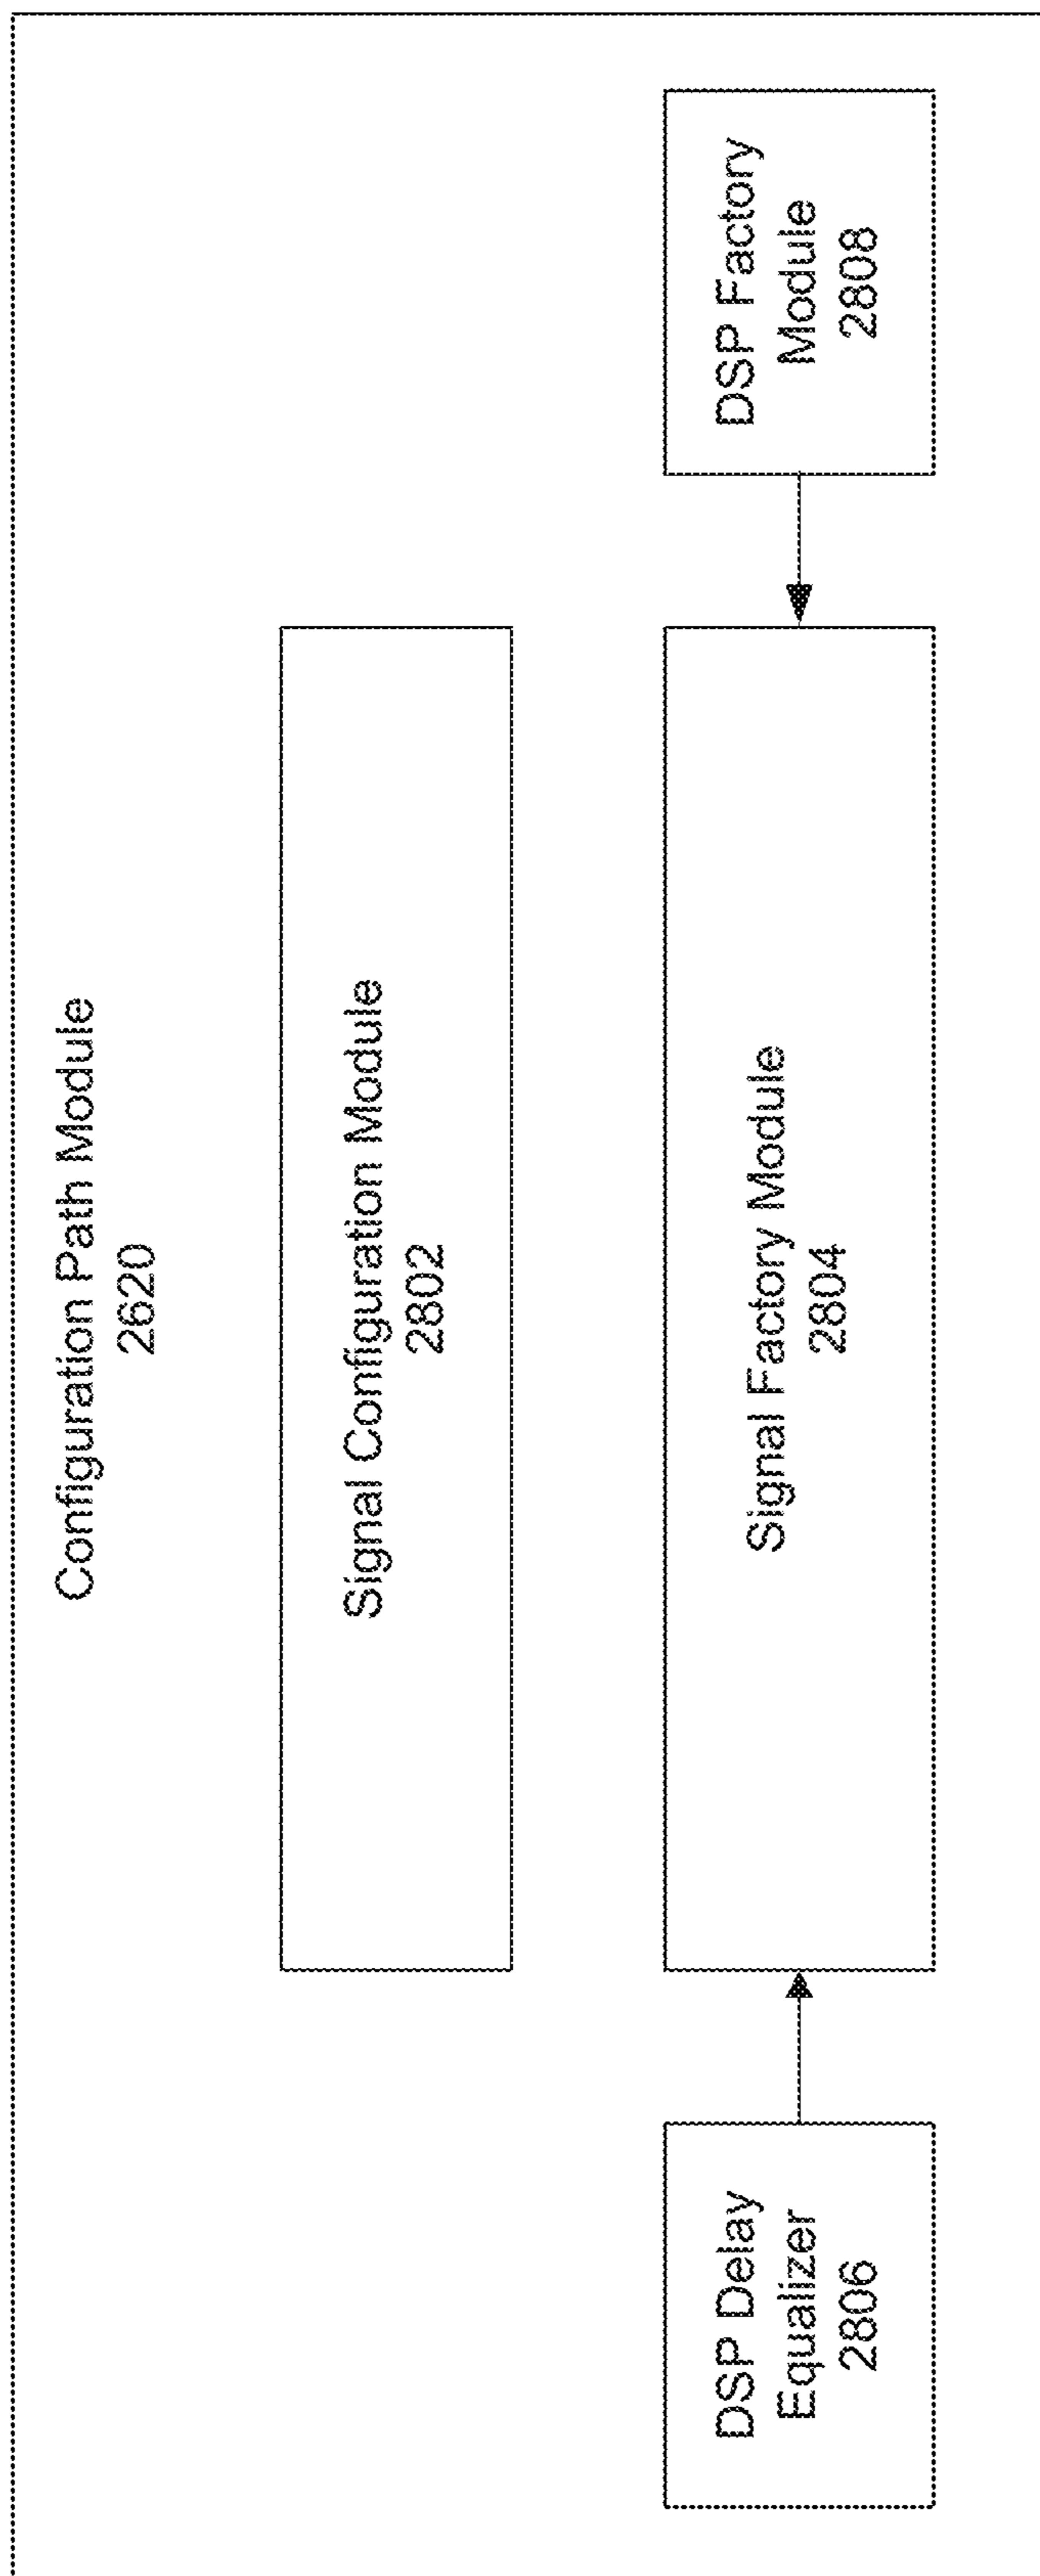 Configuration Path Module
2620
Signal Configuration Module
2802
DSP Delay
Equalizer
2806
Signal Factory Module
2804
DSP Factory
Module
2808